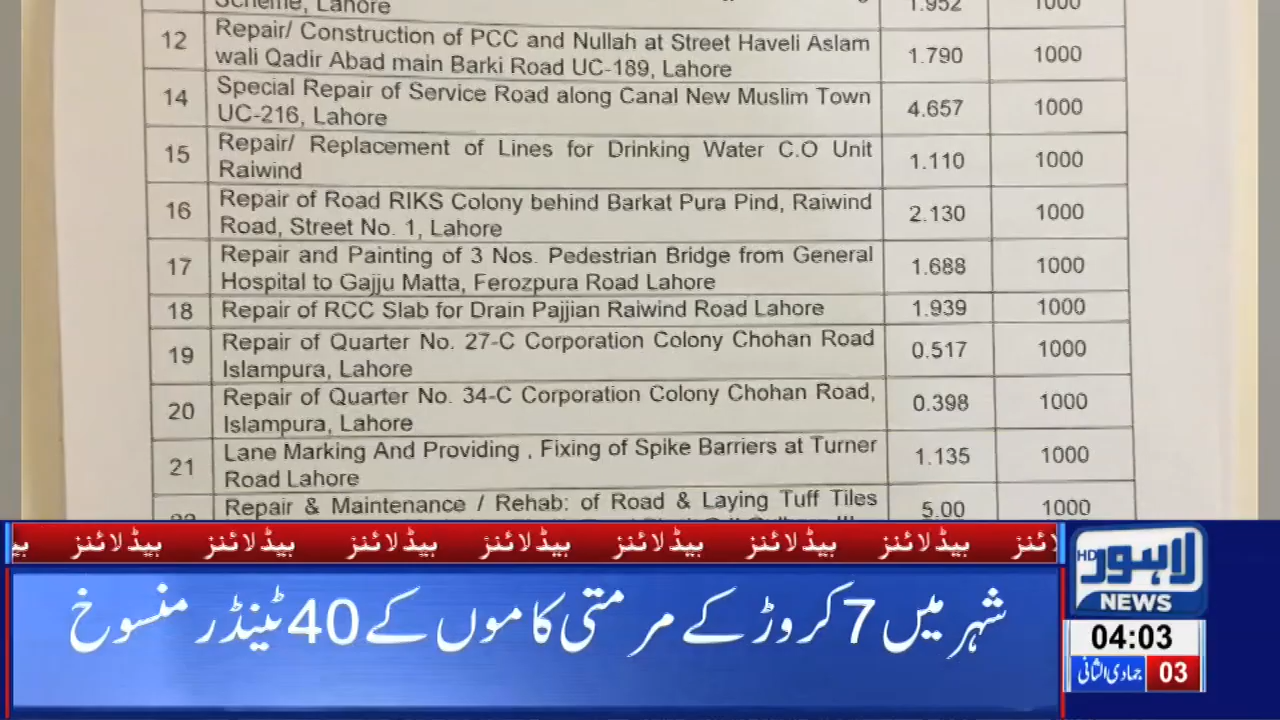 Scheme, Lahore 1.952 1000
12 Repair/ Construction of PCC and Nullah at Street Haveli Aslam 1.790 1000
wali Qadir Abad main Barki Road UC-189, Lahore
14 Special Repair of Service Road along Canal New Muslim Town 4.657 1000
UC-216, Lahore
15 Repair/ Replacement of Lines for Drinking Water C.O Unit 1.110 1000
Raiwind
16 Repair of Road RIKS Colony behind Barkat Pura Pind, Raiwind 2.130 1000
Road, Street No. 1, Lahore
17 Repair and Painting of 3 Nos. Pedestrian Bridge from General 1.688 1000
Hospital to Gajju Matta, Ferozpura Road Lahore
18 Repair of RCC Slab for Drain Pajjian Raiwind Road Lahore 1.939 1000
19 Repair of Quarter No. 27-C Corporation Colony Chohan Road 0.517 1000
Islampura, Lahore
20 Repair of Quarter No. 34-C Corporation Colony Chohan Road, 0.398 1000
Islampura, Lahore
21 Lane Marking And Providing , Fixing of Spike Barriers at Turner 1.135 1000
Road Lahore
Repair & Maintenance / Rehab: of Road & Laying Tuff Tiles 5.00 1000
ہیڈلائنز ہیڈلائنز ہیڈلائنز ہیڈلائنز ہیڈلائنز ہیڈلائنز ہیڈلائنز
شہر میں 7 کروڑ کے مرمتی کاموں کے 40 ٹینڈر منسوخ
لاہور HD
NEWS
04:03
03 جمادی الثانی